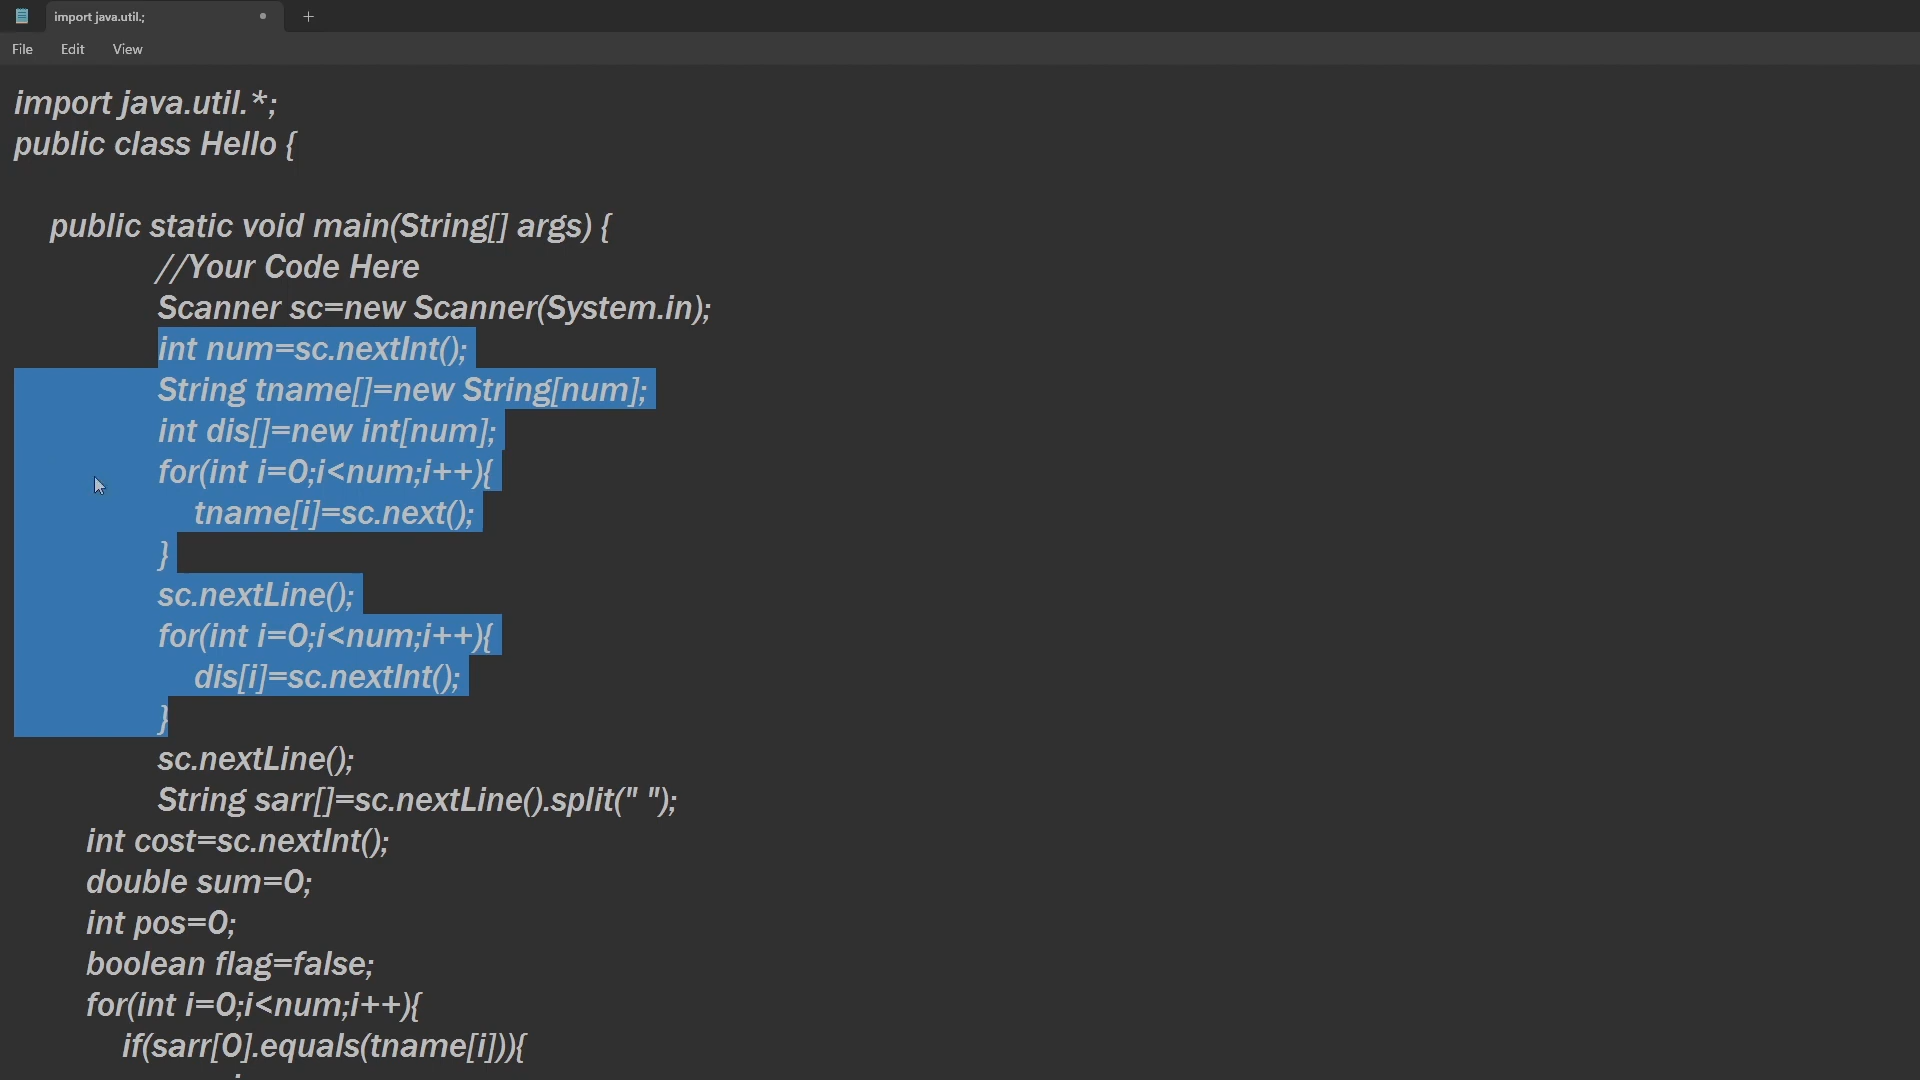 import java.util.;
File Edit View
import java.util.*;
public class Hello {
public static void main(String[] args) {
//Your Code Here
Scanner sc=new Scanner(System.in);
int num=sc.nextInt();
String tname[]=new String[num];
int dis[]=new int[num];
for(int i=0;i<num;i++){
tname[i]=sc.next();
}
sc.nextLine();
for(int i=0;i<num;i++){
dis[i]=sc.nextInt();
}
sc.nextLine();
String sarr[]=sc.nextLine().split(" ");
int cost=sc.nextInt();
double sum=0;
int pos=0;
boolean flag=false;
for(int i=0;i<num;i++){
if(sarr[0].equals(tname[i])){